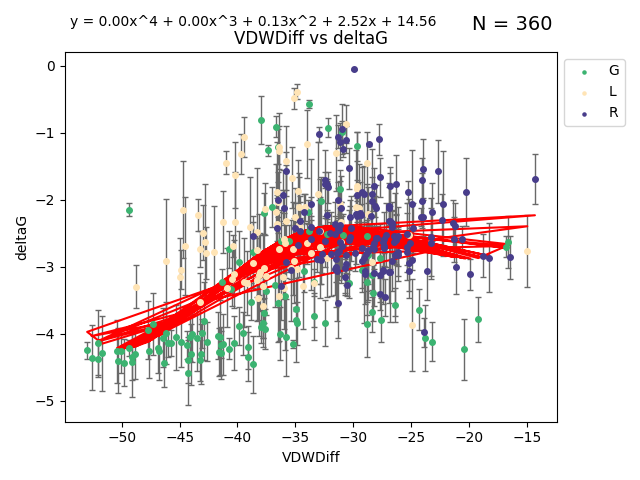 y = 0.00x^4 + 0.00x^3 + 0.13x^2 + 2.52x + 14.56
N = 360
VDWDiff vs deltaG
G
L
R
0
−1
−2
−3
−4
−5
deltaG
−50 −45 −40 −35 −30 −25 −20 −15
VDWDiff